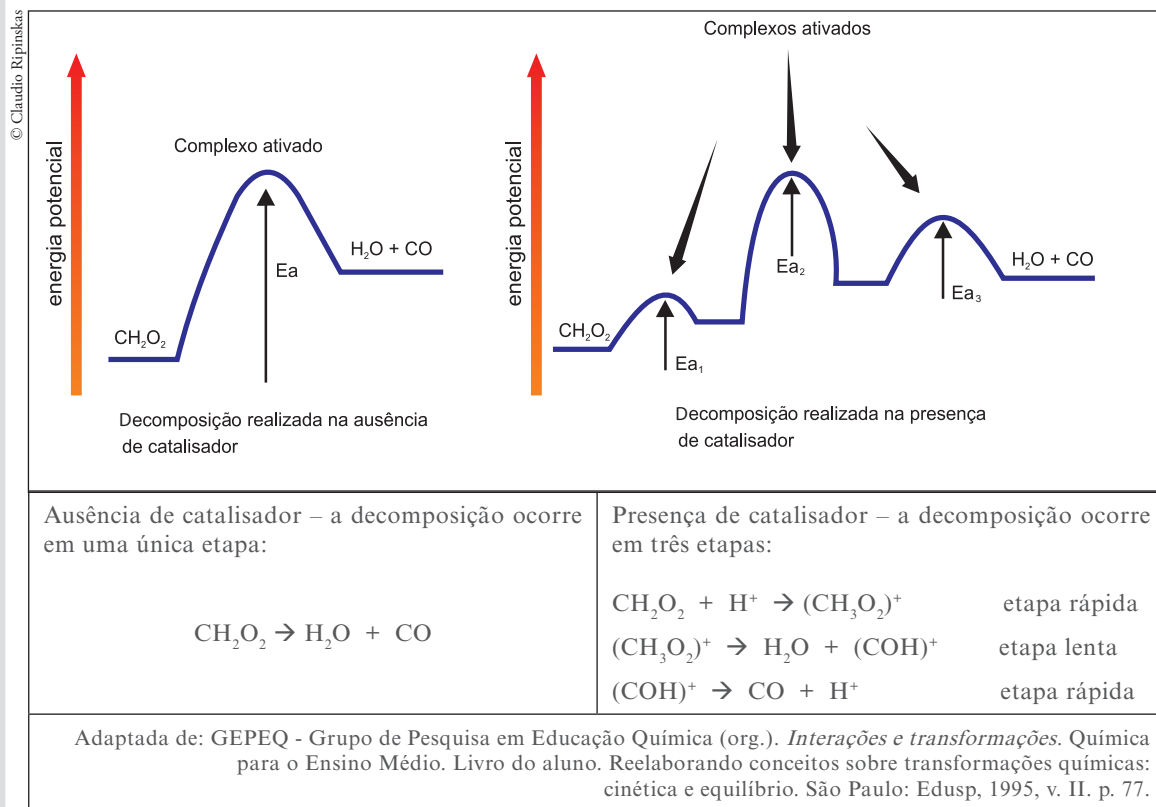 © Claudio Ripinskas
energia potencial
Complexo ativado
Ea
CH₂O₂
H₂O + CO
Decomposição realizada na ausência
de catalisador
energia potencial
Complexos ativados
CH₂O₂
Ea₁
Ea₂
Ea₃
H₂O + CO
Decomposição realizada na presença
de catalisador
Ausência de catalisador – a decomposição ocorre
em uma única etapa:
CH₂O₂ → H₂O + CO
Presença de catalisador – a decomposição ocorre
em três etapas:
CH₂O₂ + H⁺ → (CH₃O₂)⁺ etapa rápida
(CH₃O₂)⁺ → H₂O + (COH)⁺ etapa lenta
(COH)⁺ → CO + H⁺ etapa rápida
Adaptada de: GEPEQ - Grupo de Pesquisa em Educação Química (org.). Interações e transformações. Química
para o Ensino Médio. Livro do aluno. Reelaborando conceitos sobre transformações químicas:
cinética e equilíbrio. São Paulo: Edusp, 1995, v. II. p. 77.